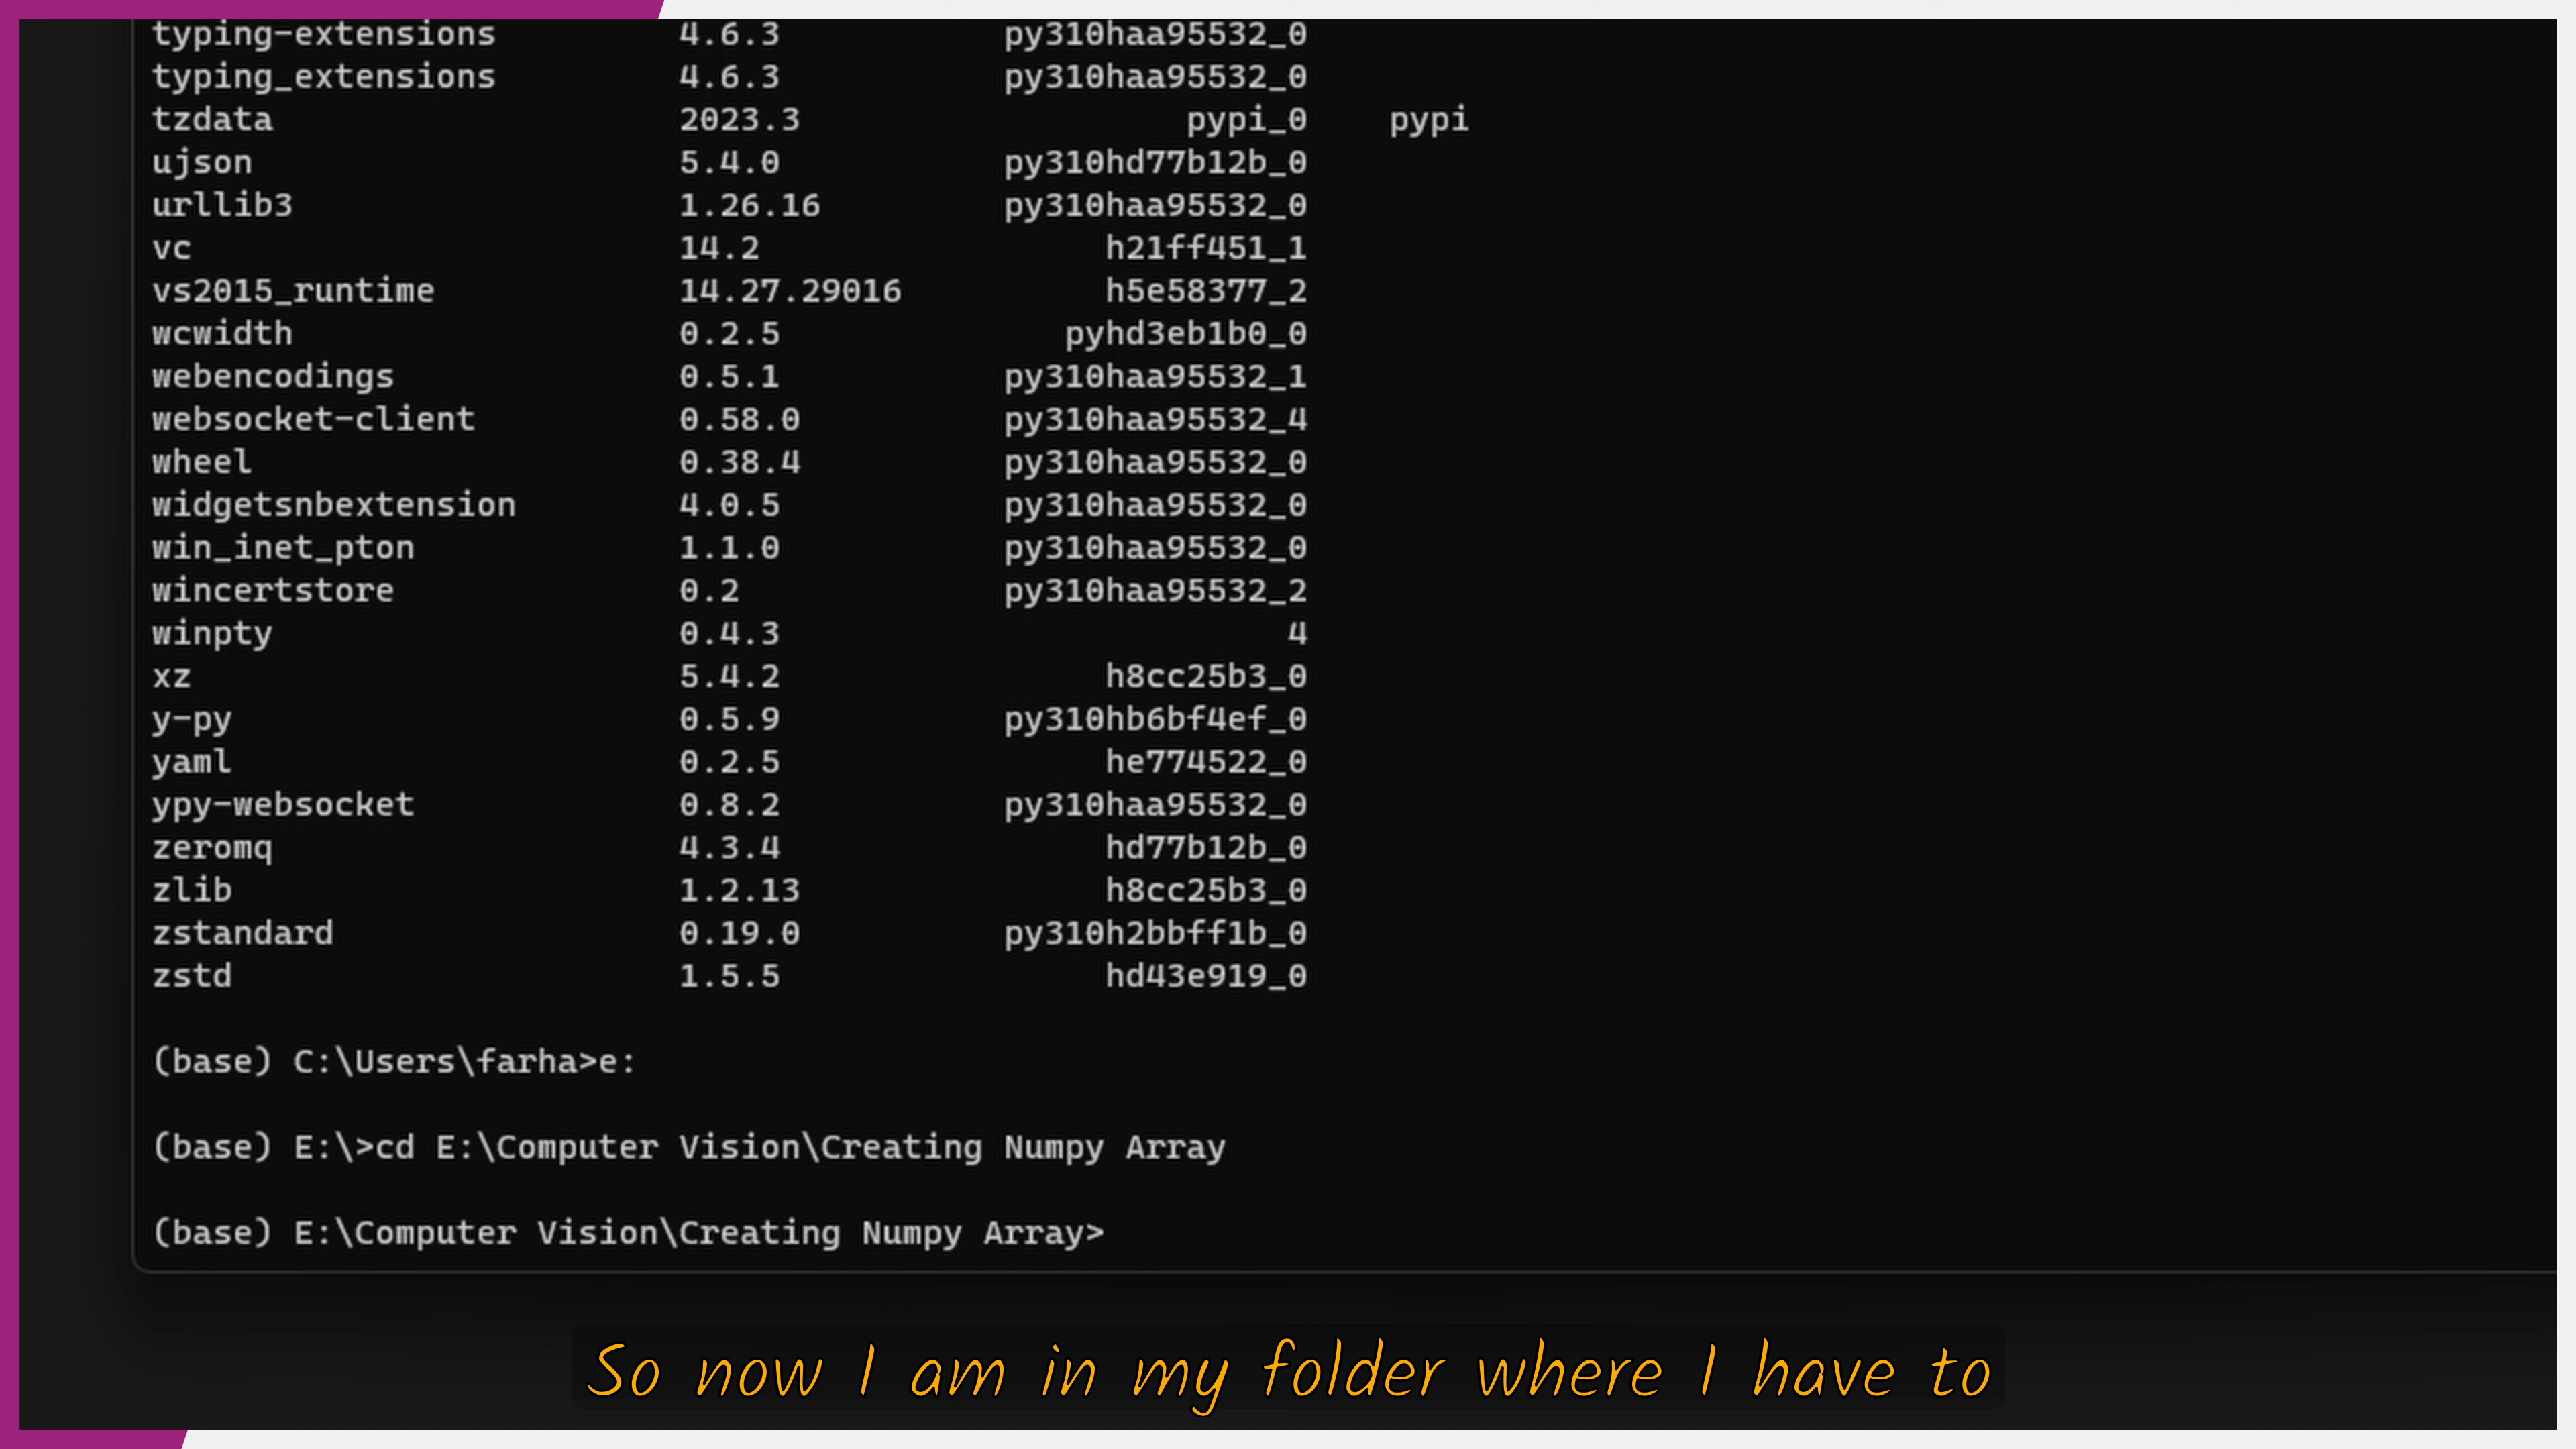 typing-extensions 4.6.3 py310haa95532_0
typing_extensions 4.6.3 py310haa95532_0
tzdata 2023.3 pypi_0 pypi
ujson 5.4.0 py310hd77b12b_0
urllib3 1.26.16 py310haa95532_0
vc 14.2 h21ff451_1
vs2015_runtime 14.27.29016 h5e58377_2
wcwidth 0.2.5 pyhd3eb1b0_0
webencodings 0.5.1 py310haa95532_1
websocket-client 0.58.0 py310haa95532_4
wheel 0.38.4 py310haa95532_0
widgetsnbextension 4.0.5 py310haa95532_0
win_inet_pton 1.1.0 py310haa95532_0
wincertstore 0.2 py310haa95532_2
winpty 0.4.3 4
xz 5.4.2 h8cc25b3_0
y-py 0.5.9 py310hb6bf4ef_0
yaml 0.2.5 he774522_0
ypy-websocket 0.8.2 py310haa95532_0
zeromq 4.3.4 hd77b12b_0
zlib 1.2.13 h8cc25b3_0
zstandard 0.19.0 py310h2bbff1b_0
zstd 1.5.5 hd43e919_0
(base) C:\Users\farha>e:
(base) E:\>cd E:\Computer Vision\Creating Numpy Array
(base) E:\Computer Vision\Creating Numpy Array>
So now I am in my folder where I have to